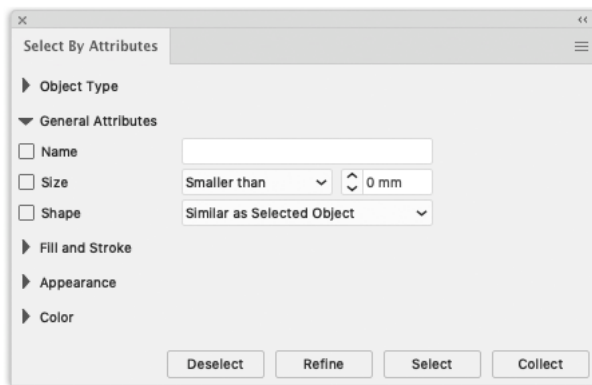 Select By Attributes
Object Type
General Attributes
Name
Size Smaller than 0 mm
Shape Similar as Selected Object
Fill and Stroke
Appearance
Color
Deselect Refine Select Collect